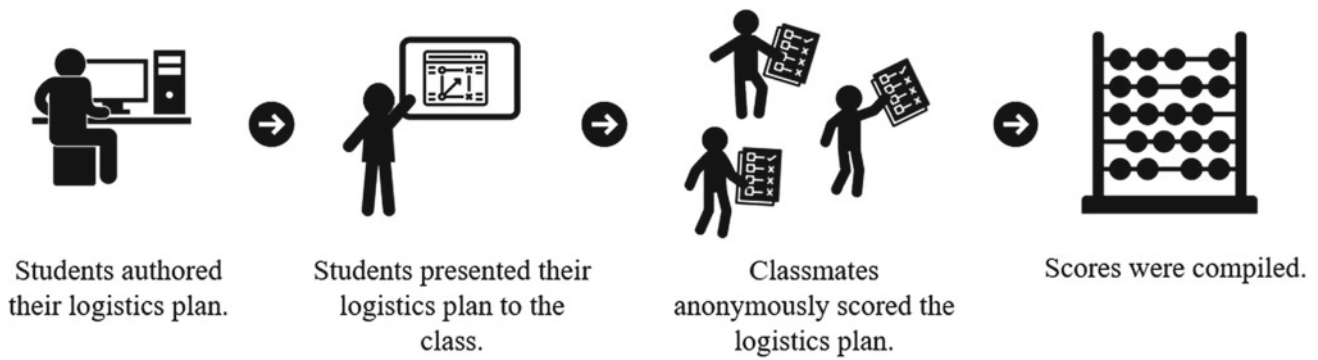 Students authored
their logistics plan.
Students presented their
logistics plan to the
class.
Classmates
anonymously scored the
logistics plan.
Scores were compiled.